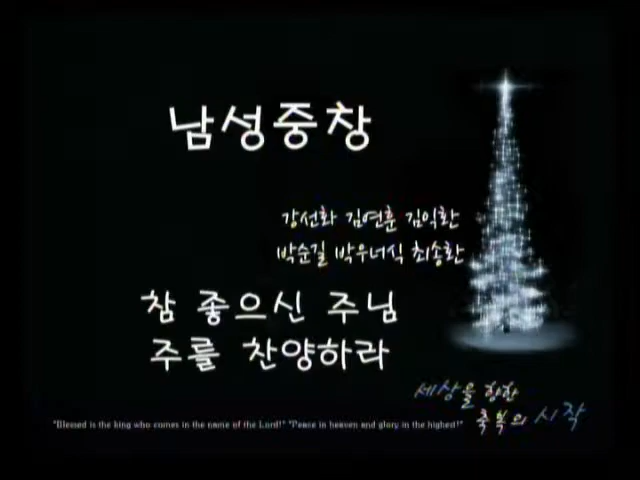 남성중창
강선화 김연훈 김익환
박순길 박우너식 최송환
참 좋으신 주님
주를 찬양하라
세상을 향한
축복의 시작
"Blessed is the king who comes in the name of the Lord!" "Peace in heaven and glory in the highest!"